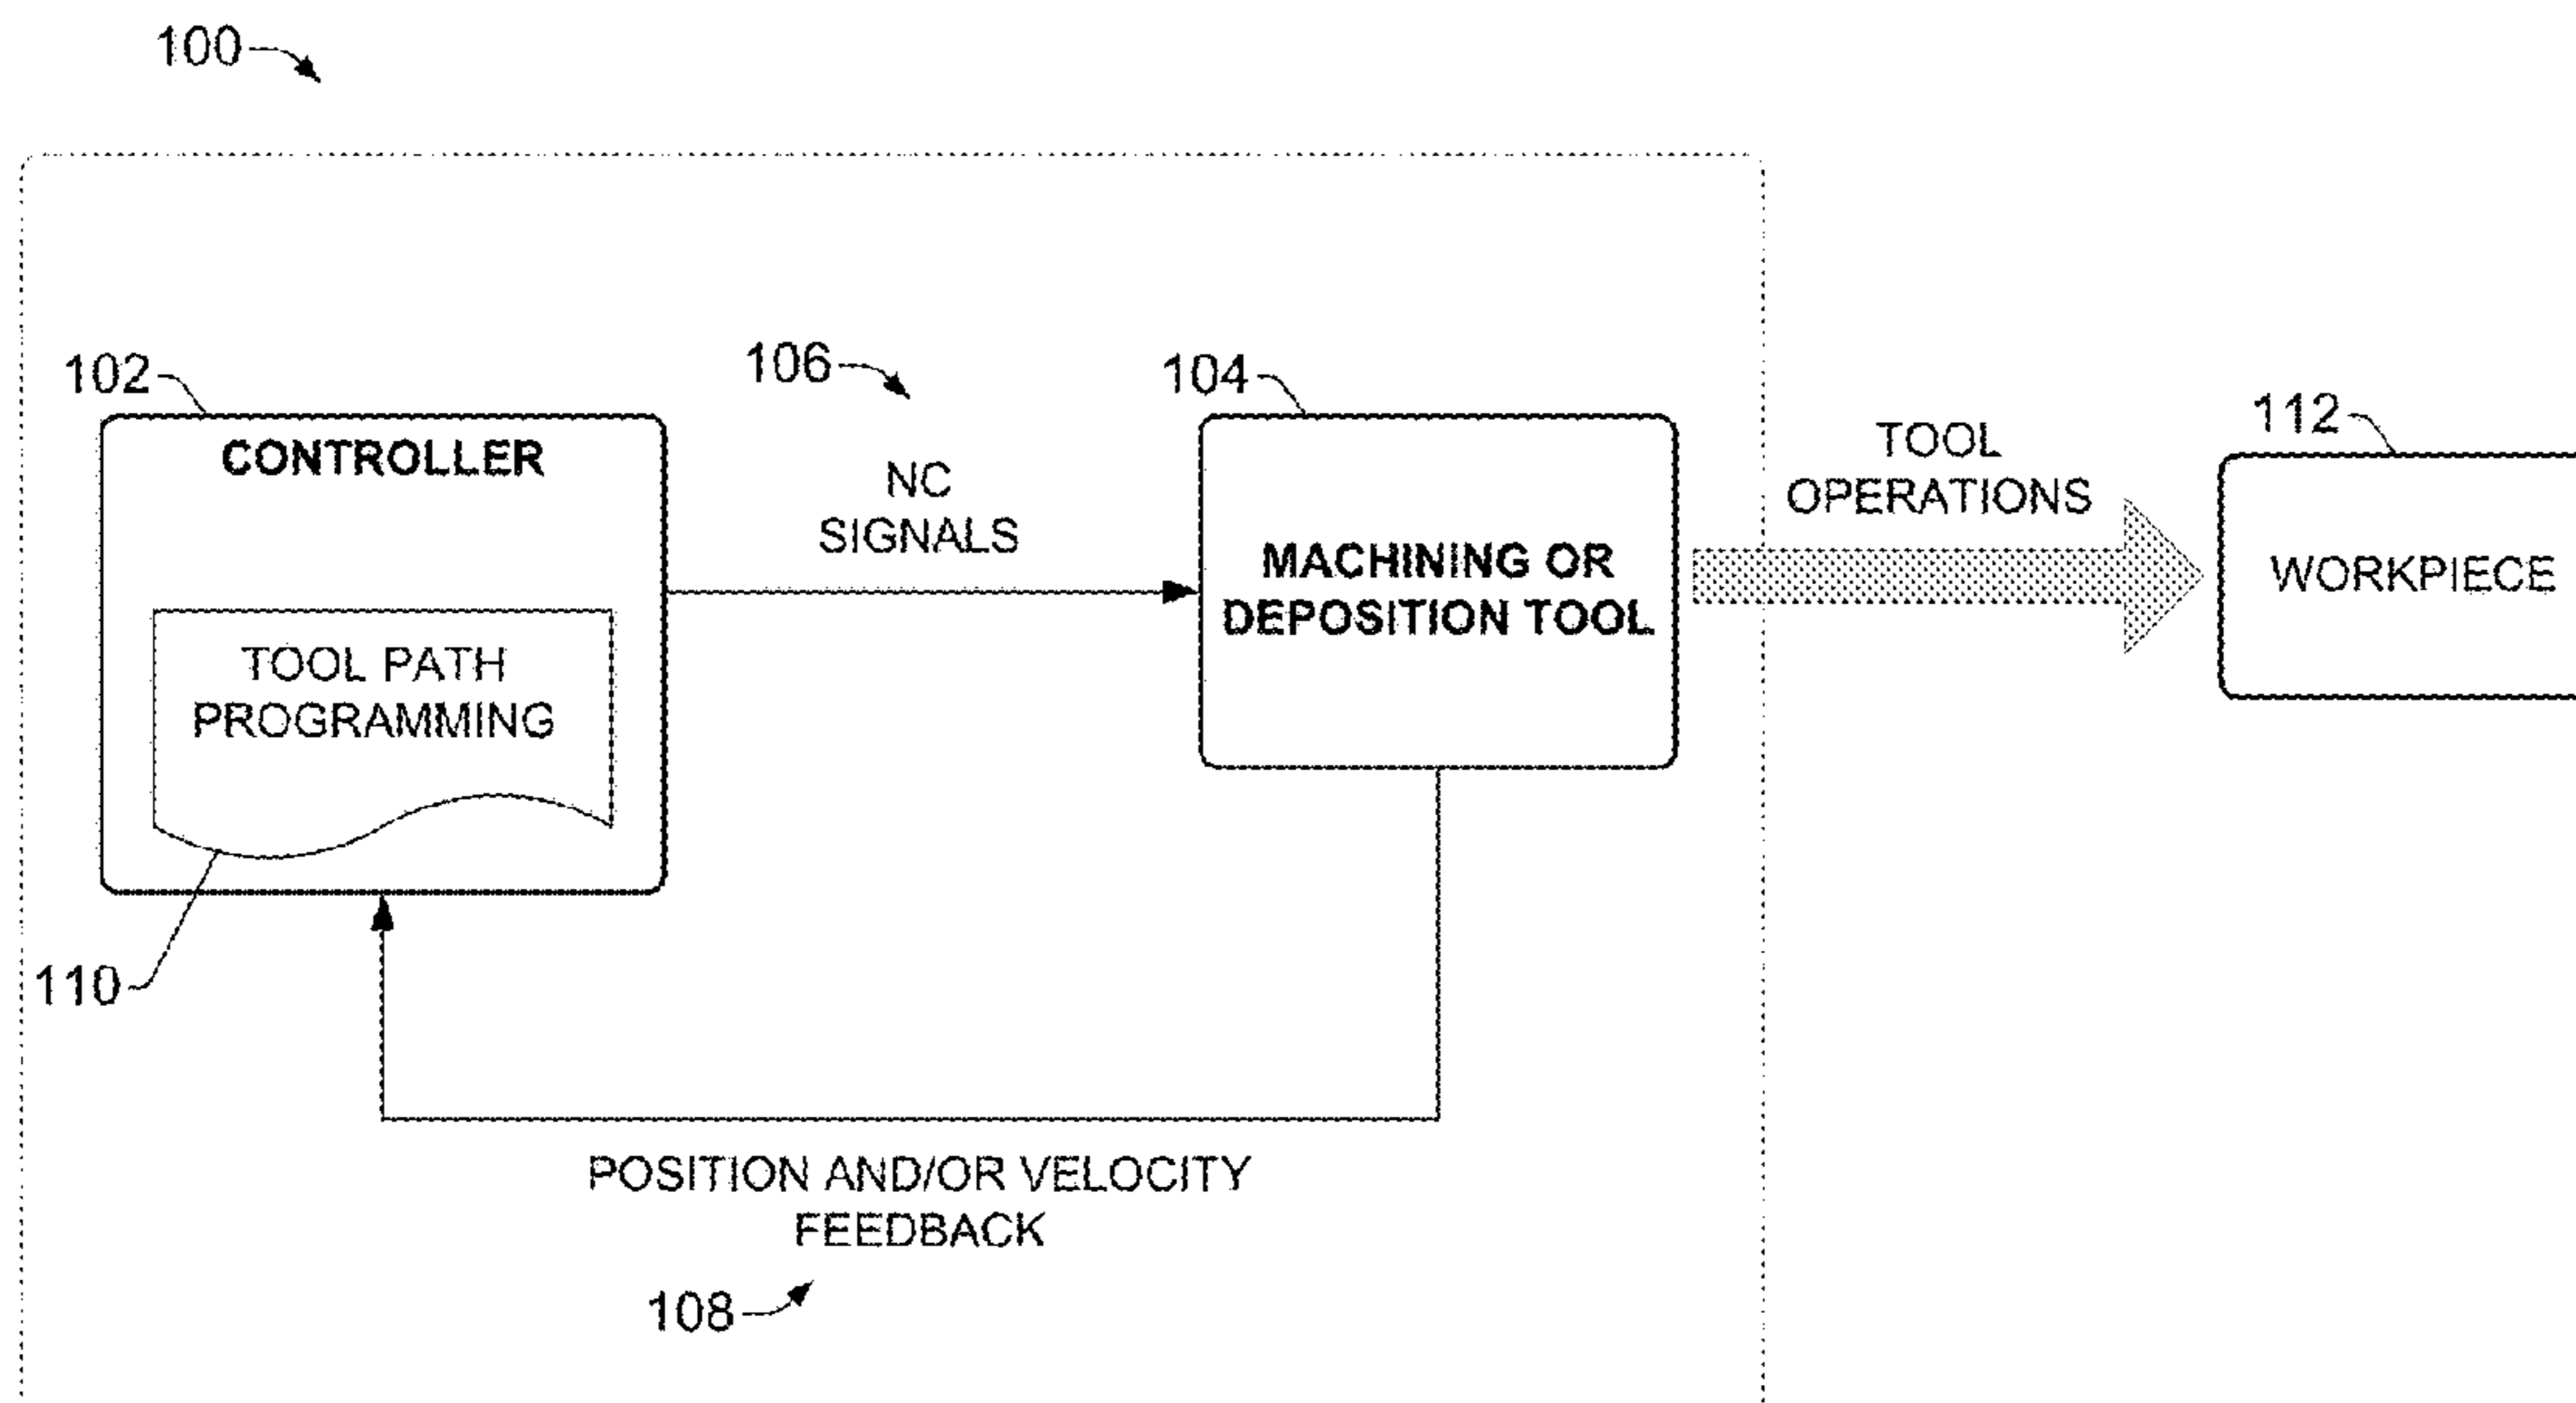 100
102
CONTROLLER
TOOL PATH
PROGRAMMING
110
106
NC
SIGNALS
104
MACHINING OR
DEPOSITION TOOL
TOOL
OPERATIONS
112
WORKPIECE
POSITION AND/OR VELOCITY
FEEDBACK
108